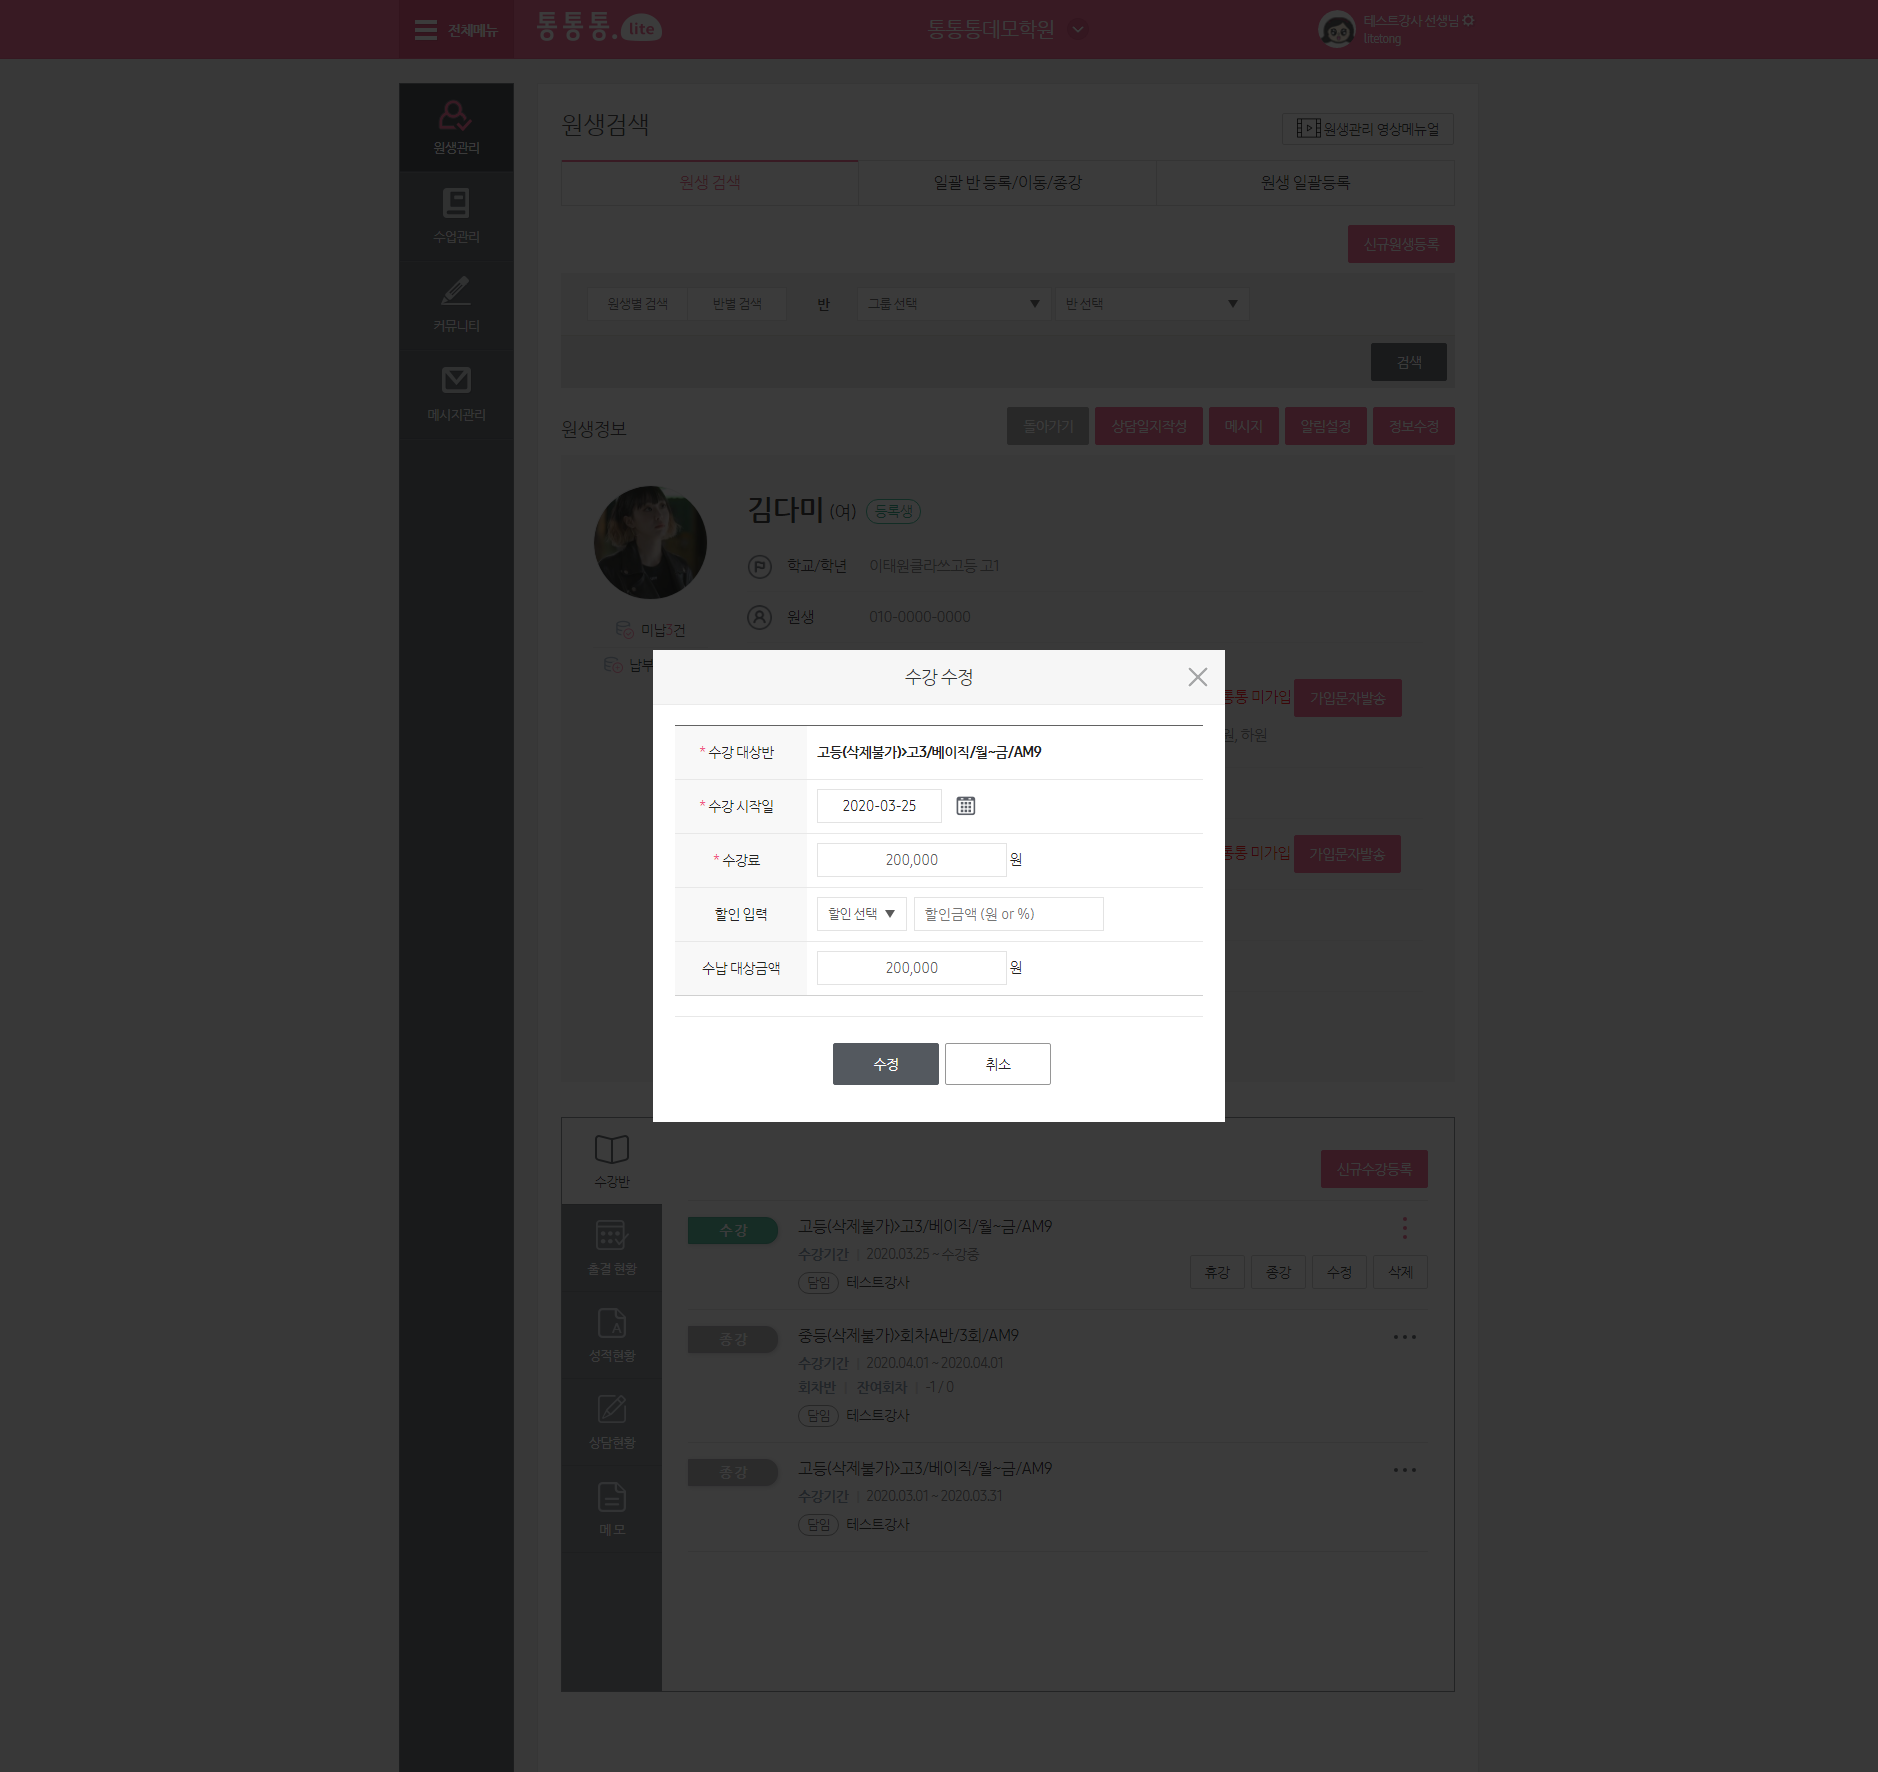 전체메뉴
통통통.lite
통통통데모학원
테스트강사 선생님
litetong
원생관리
수업관리
커뮤니티
메시지관리
원생검색
원생관리 영상메뉴얼
원생 검색
일괄 반 등록/이동/종강
원생 일괄등록
신규원생등록
원생별 검색
반별 검색
반
그룹 선택
반 선택
검색
원생정보
돌아가기
상담일지작성
메시지
알림설정
정보수정
김다미 (여) 등록생
학교/학년 이태원클라쓰고등 고1
원생 010-0000-0000
미납3건
납부
통통 미가입
가입문자발송
원, 하원
통통 미가입
가입문자발송
수강 수정
* 수강 대상반 고등(삭제불가)>고3/베이직/월~금/AM9
* 수강 시작일 2020-03-25
* 수강료 200,000 원
할인 입력 할인 선택 할인금액 (원 or %)
수납 대상금액 200,000 원
수정
취소
수강반
출결 현황
성적현황
상담현황
메모
신규수강등록
수강 고등(삭제불가)>고3/베이직/월~금/AM9
수강기간 | 2020.03.25 ~ 수강중
담임 테스트강사
휴강
종강
수정
삭제
종강 중등(삭제불가)>회차A반/3회/AM9
수강기간 | 2020.04.01 ~ 2020.04.01
회차반 | 잔여회차 | -1 / 0
담임 테스트강사
종강 고등(삭제불가)>고3/베이직/월~금/AM9
수강기간 | 2020.03.01 ~ 2020.03.31
담임 테스트강사